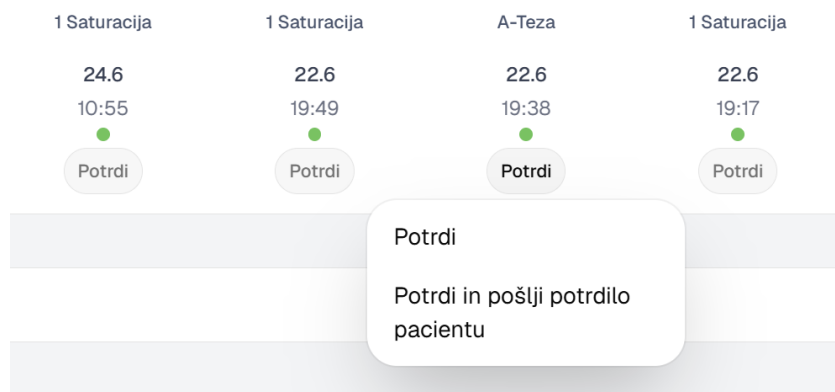 1 Saturacija 1 Saturacija A-Teza 1 Saturacija
24.6 22.6 22.6 22.6
10:55 19:49 19:38 19:17
Potrdi Potrdi Potrdi Potrdi
Potrdi
Potrdi in pošlji potrdilo
pacientu